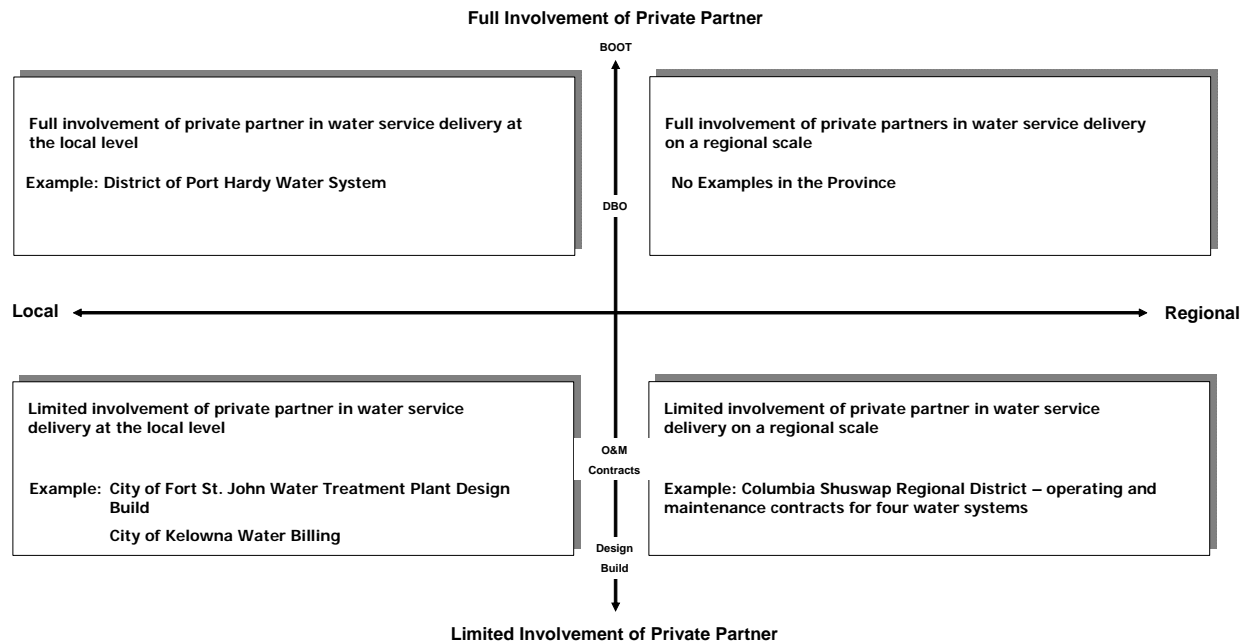 Full Involvement of Private Partner
BOOT
Full involvement of private partner in water service delivery at
the local level
Example: District of Port Hardy Water System
Full involvement of private partners in water service delivery
on a regional scale
No Examples in the Province
DBO
Local
Regional
Limited involvement of private partner in water service
delivery at the local level
Example: City of Fort St. John Water Treatment Plant Design
Build
City of Kelowna Water Billing
O&M
Contracts
Limited involvement of private partner in water service
delivery on a regional scale
Example: Columbia Shuswap Regional District – operating and
maintenance contracts for four water systems
Design
Build
Limited Involvement of Private Partner